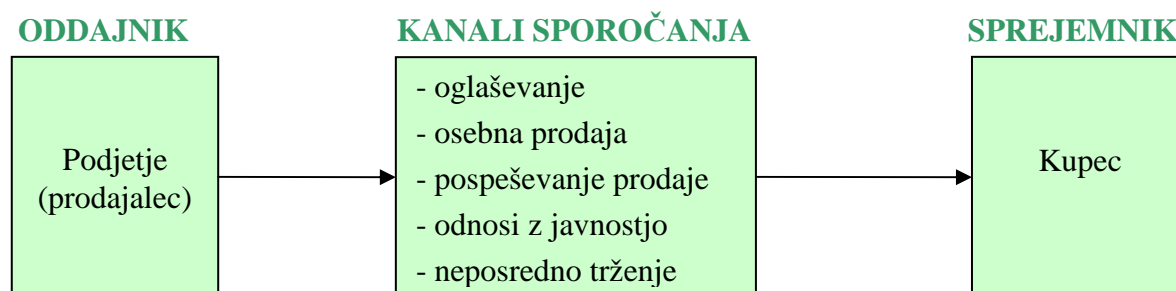 ODDAJNIK
KANALI SPOROČANJA
SPREJEMNIK
Podjetje
(prodajalec)
- oglaševanje
- osebna prodaja
- pospeševanje prodaje
- odnosi z javnostjo
- neposredno trženje
Kupec